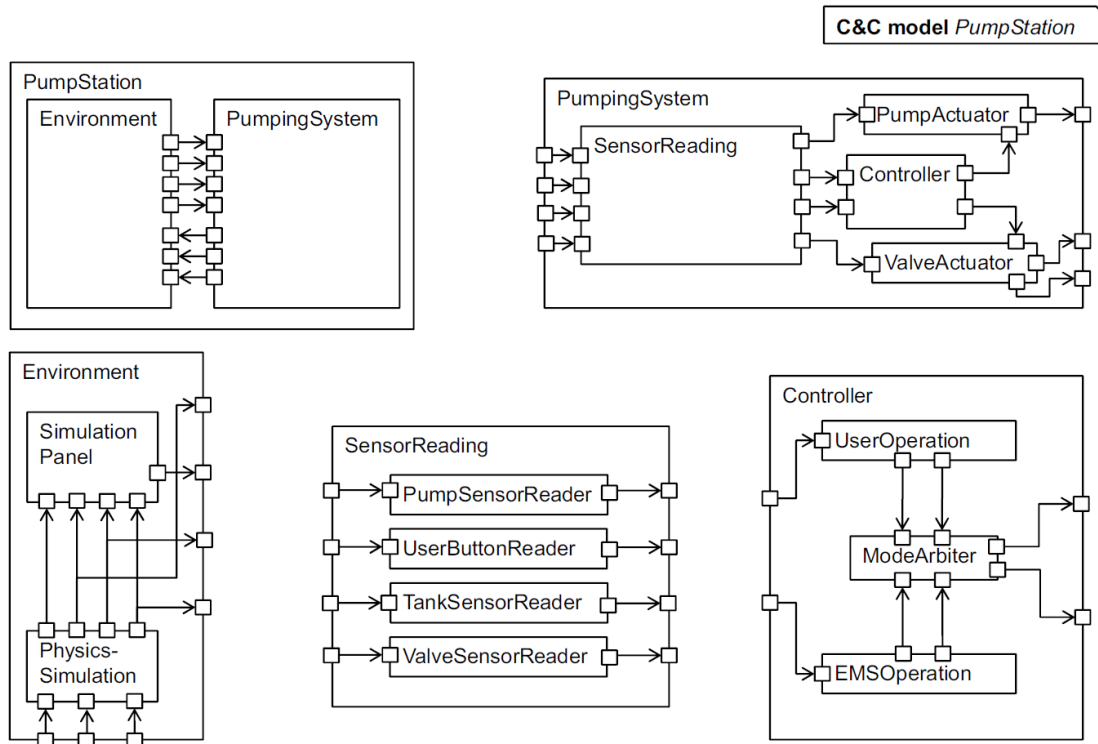 C&C model PumpStation
PumpStation
Environment
PumpingSystem
PumpingSystem
SensorReading
PumpActuator
Controller
ValveActuator
Environment
Simulation
Panel
Physics-
Simulation
SensorReading
PumpSensorReader
UserButtonReader
TankSensorReader
ValveSensorReader
Controller
UserOperation
ModeArbiter
EMSOperation